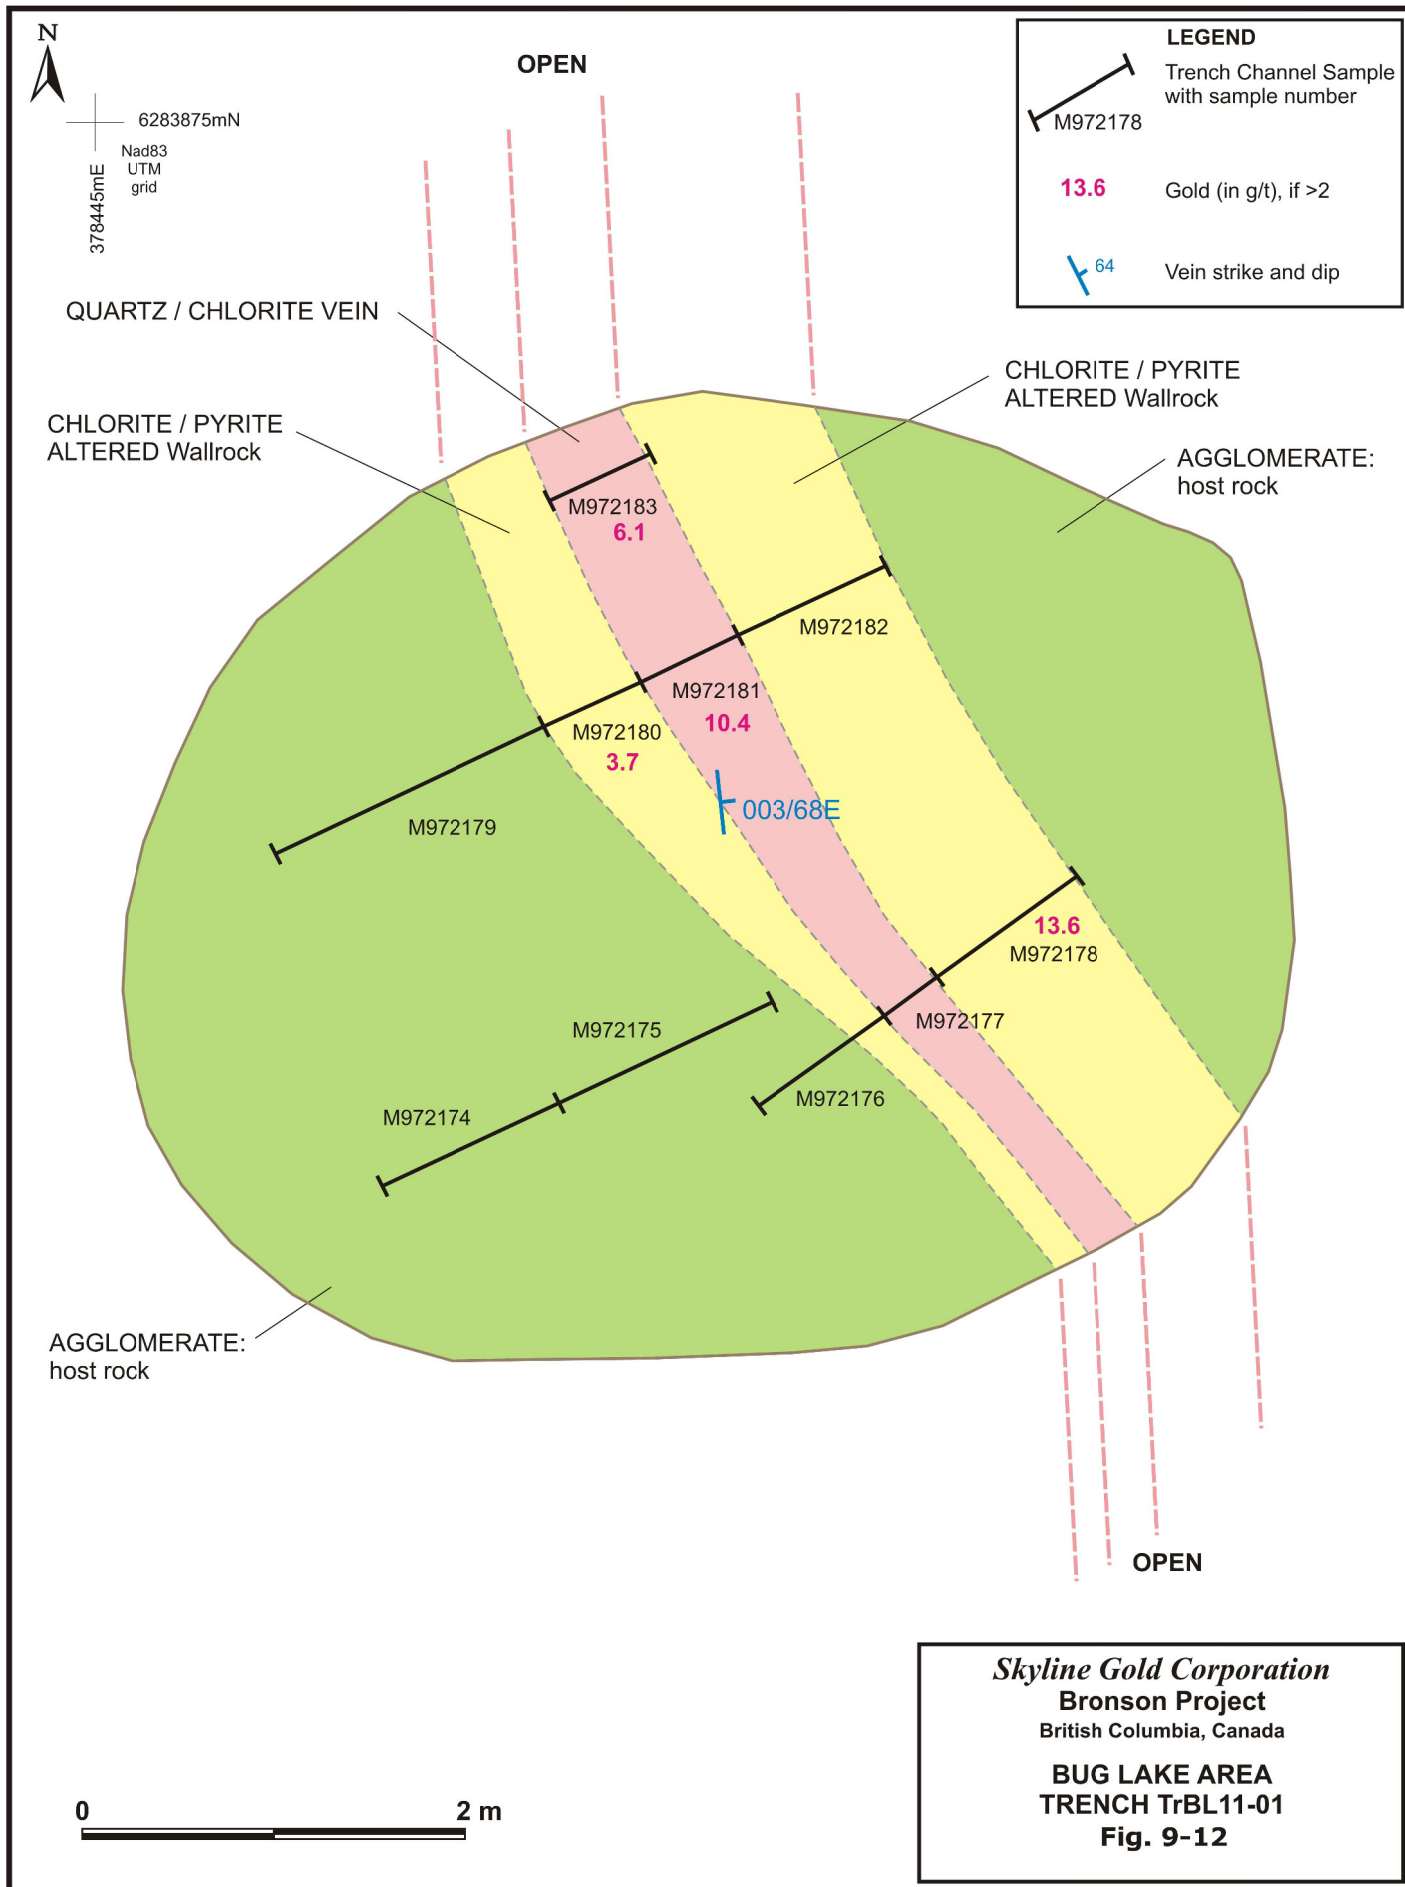 N
6283875mN
Nad83
UTM
grid
378445mE
OPEN
LEGEND
Trench Channel Sample
with sample number
M972178
13.6
Gold (in g/t), if >2
64
Vein strike and dip
QUARTZ / CHLORITE VEIN
CHLORITE / PYRITE
ALTERED Wallrock
CHLORITE / PYRITE
ALTERED Wallrock
AGGLOMERATE:
host rock
M972183
6.1
M972182
M972181
10.4
M972180
3.7
003/68E
M972179
13.6
M972178
M972177
M972175
M972176
M972174
AGGLOMERATE:
host rock
OPEN
0 2 m
Skyline Gold Corporation
Bronson Project
British Columbia, Canada
BUG LAKE AREA
TRENCH TrBL11-01
Fig. 9-12